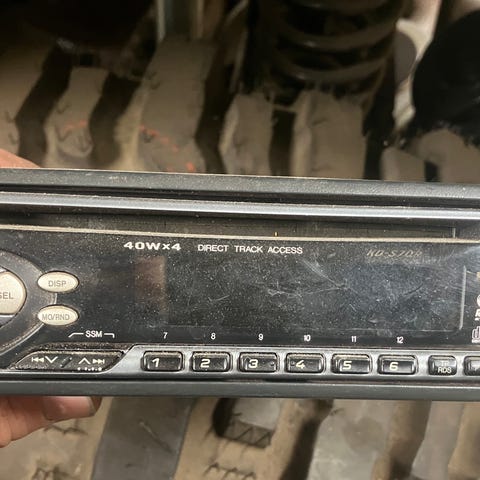 40Wx4 DIRECT TRACK ACCESS
SEL DISP
MO/RND
SSM 7 8 9 10 11 12
1 2 3 4 5 6
RDS